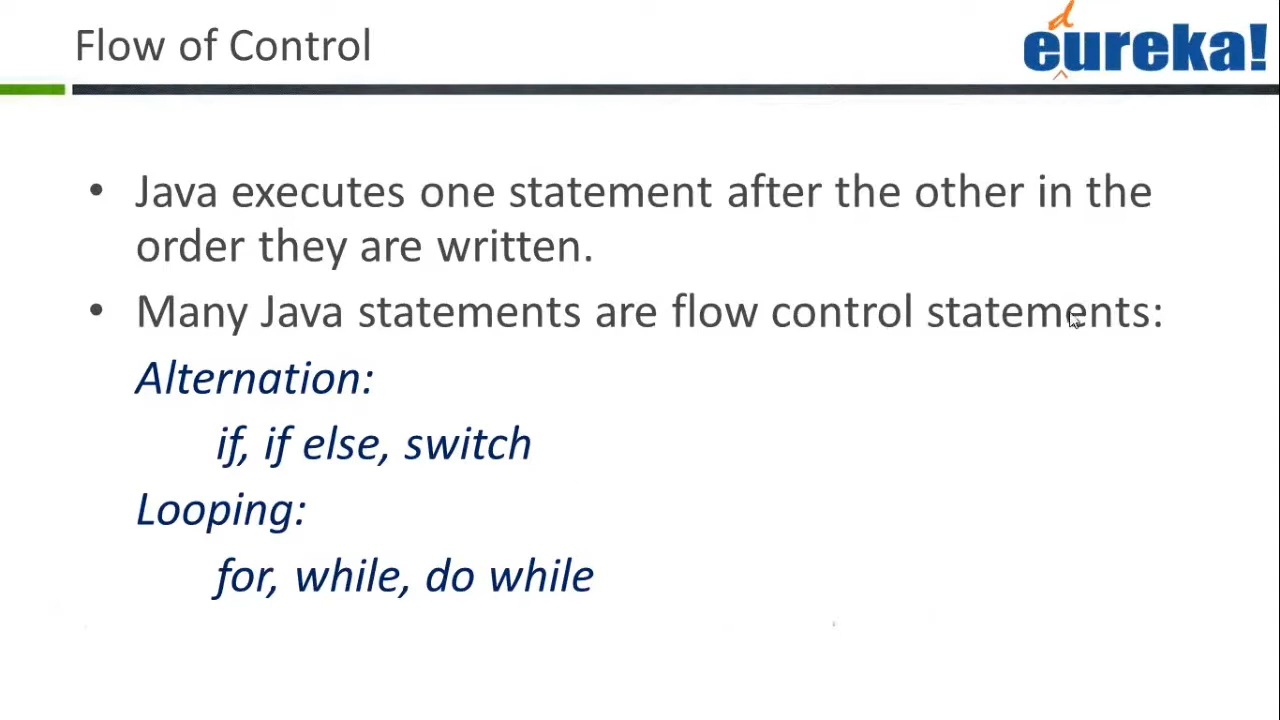 Flow of Control
edureka!
• Java executes one statement after the other in the
order they are written.
• Many Java statements are flow control statements:
Alternation:
if, if else, switch
Looping:
for, while, do while